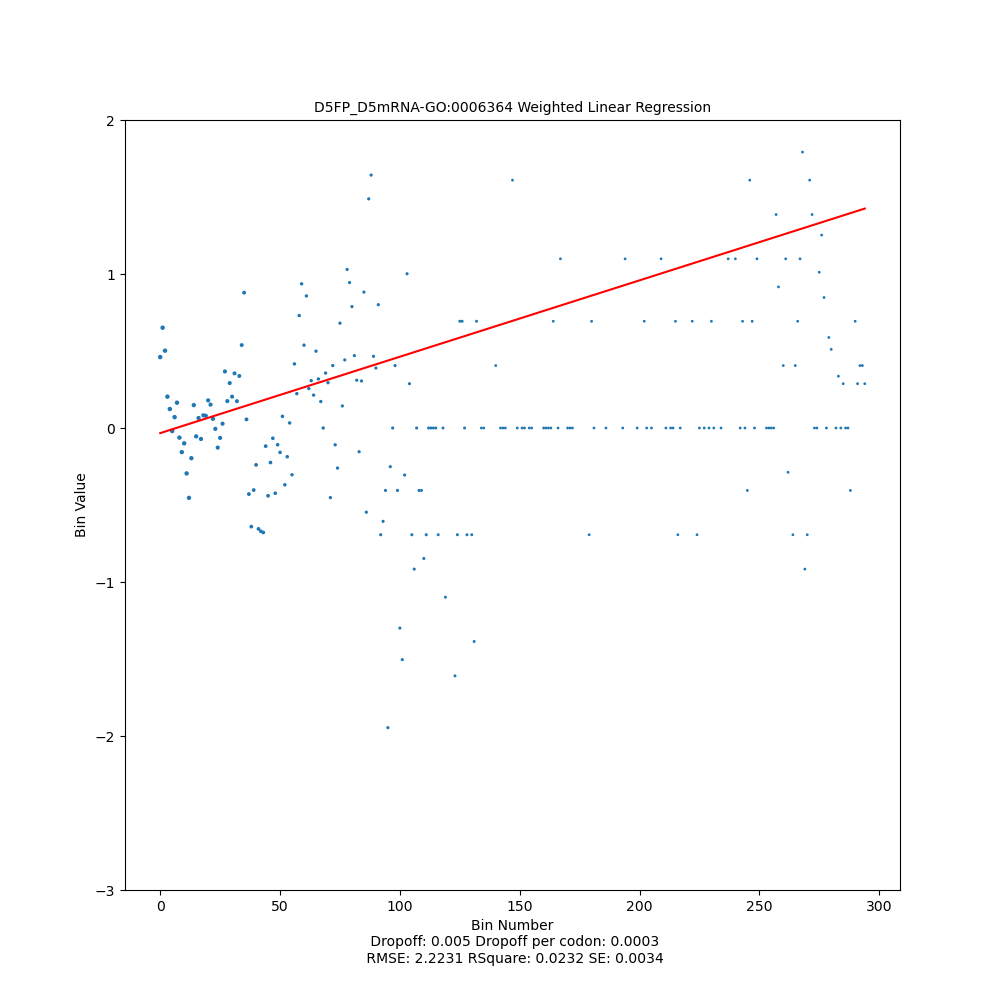 D5FP_D5mRNA-GO:0006364 Weighted Linear Regression
2
1
0
−1
−2
−3
Bin Value
0 50 100 150 200 250 300
Bin Number
Dropoff: 0.005 Dropoff per codon: 0.0003
RMSE: 2.2231 RSquare: 0.0232 SE: 0.0034